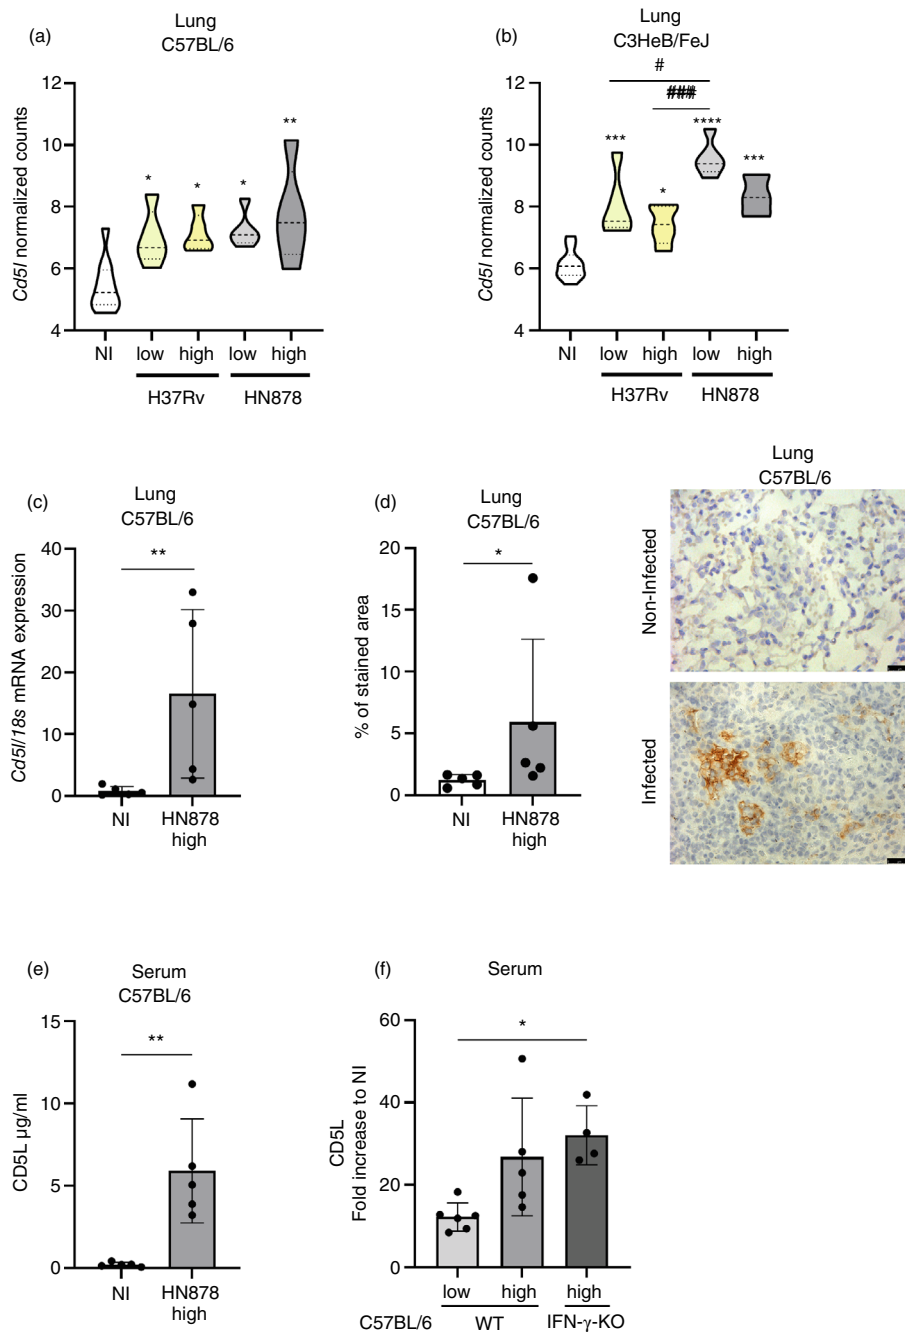 (a)
Lung
C57BL/6
Cd5l normalized counts
12
10
8
6
4
*
*
*
**
NI
low
high
low
high
H37Rv
HN878
(b)
Lung
C3HeB/FeJ
#
###
Cd5l normalized counts
12
10
8
6
4
***
*
****
***
NI
low
high
low
high
H37Rv
HN878
(c)
Lung
C57BL/6
**
Cd5l/18s mRNA expression
40
30
20
10
0
NI
HN878
high
(d)
Lung
C57BL/6
*
% of stained area
20
15
10
5
0
NI
HN878
high
Lung
C57BL/6
Non-Infected
Infected
(e)
Serum
C57BL/6
**
CD5L µg/ml
15
10
5
0
NI
HN878
high
(f)
Serum
*
CD5L
Fold increase to NI
60
40
20
0
low
high
high
C57BL/6
WT
IFN-γ-KO